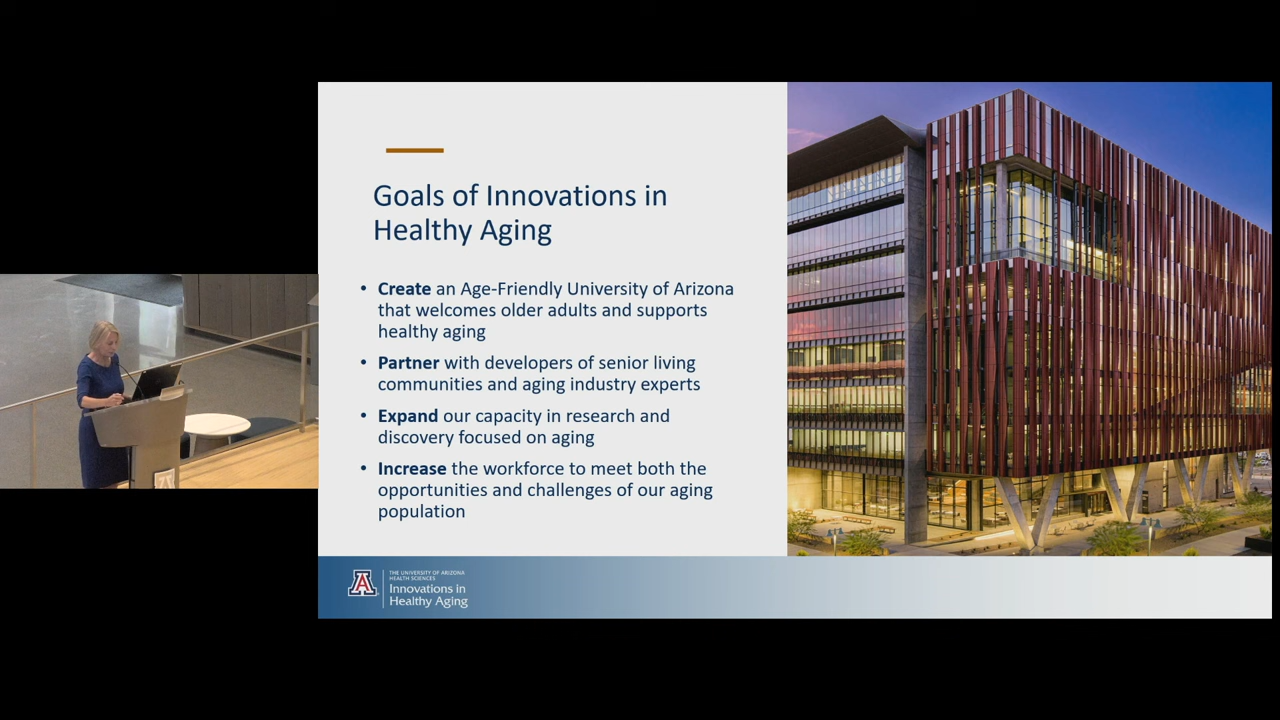 Goals of Innovations in
Healthy Aging
• Create an Age-Friendly University of Arizona
that welcomes older adults and supports
healthy aging
• Partner with developers of senior living
communities and aging industry experts
• Expand our capacity in research and
discovery focused on aging
• Increase the workforce to meet both the
opportunities and challenges of our aging
population
A
THE UNIVERSITY OF ARIZONA
HEALTH SCIENCES
Innovations in
Healthy Aging
A